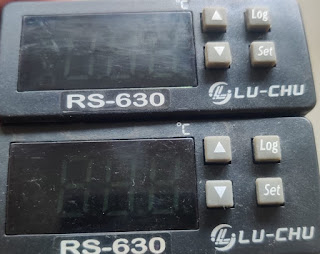 °C
▲ Log
▼ Set
RS-630 LU-CHU
°C
▲ Log
▼ Set
RS-630 LU-CHU